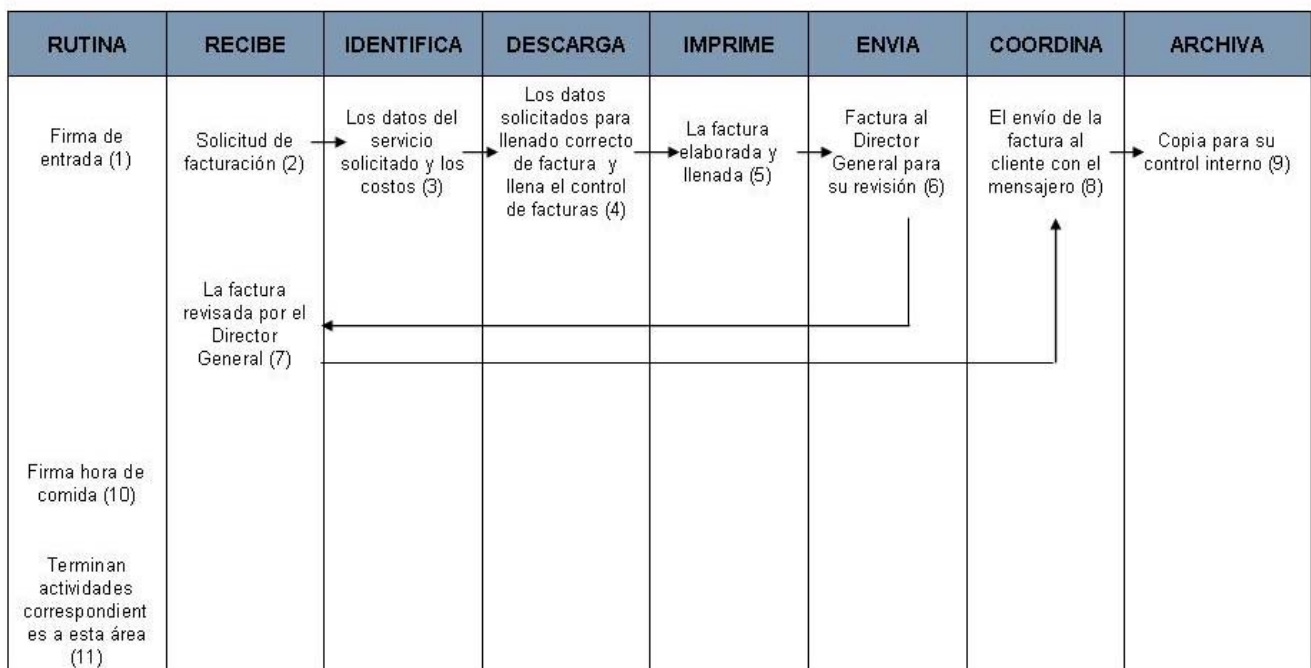 RUTINA
RECIBE
IDENTIFICA
DESCARGA
IMPRIME
ENVIA
COORDINA
ARCHIVA
Firma de
entrada (1)
Solicitud de
facturación (2)
Los datos del
servicio
solicitado y los
costos (3)
Los datos
solicitados para
llenado correcto
de factura y
llena el control
de facturas (4)
La factura
elaborada y
llenada (5)
Factura al
Director
General para
su revisión (6)
El envío de la
factura al
cliente con el
mensajero (8)
Copia para su
control interno (9)
La factura
revisada por el
Director
General (7)
Firma hora de
comida (10)
Terminan
actividades
correspondient
es a esta área
(11)